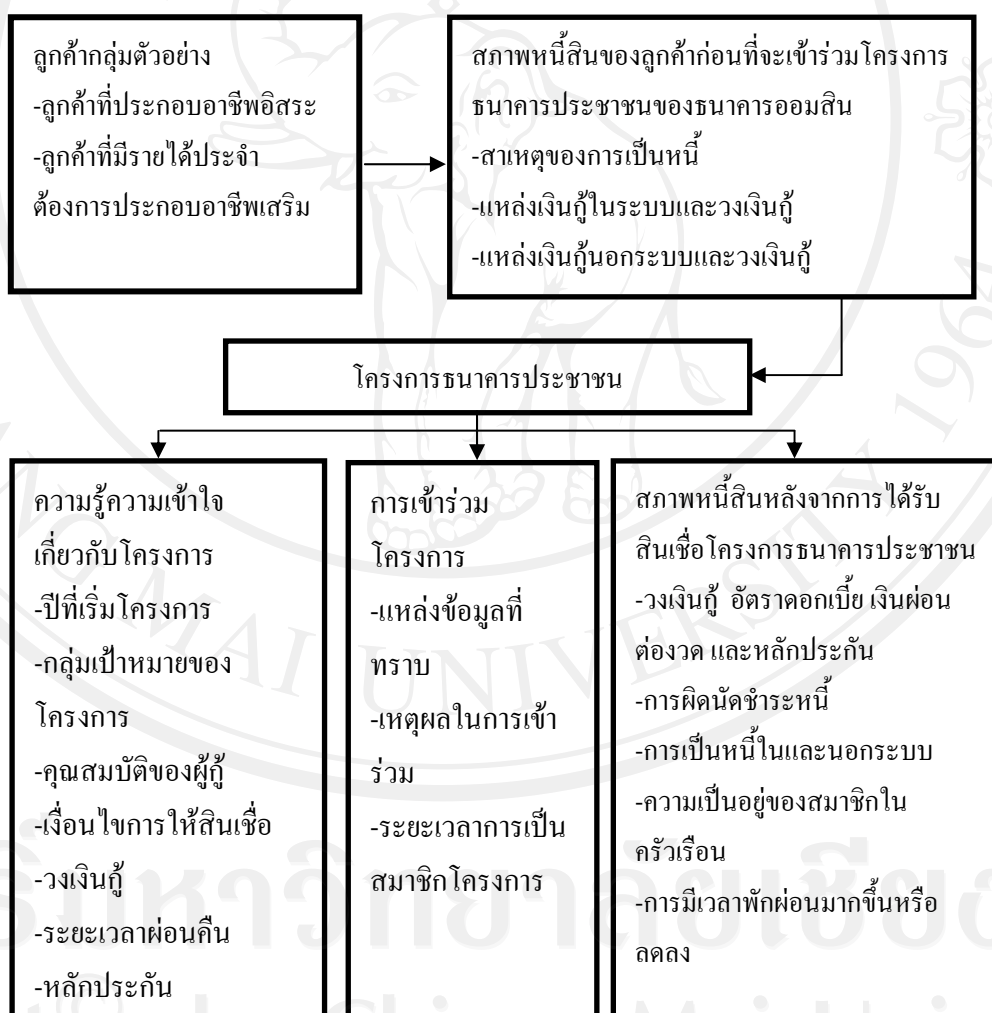 ลูกค้ากลุ่มตัวอย่าง
-ลูกค้าที่ประกอบอาชีพอิสระ
-ลูกค้าที่มีรายได้ประจำ
ต้องการประกอบอาชีพเสริม
สภาพหนี้สินของลูกค้าก่อนที่จะเข้าร่วมโครงการ
ธนาคารประชาชนของธนาคารออมสิน
-สาเหตุของการเป็นหนี้
-แหล่งเงินกู้ในระบบและวงเงินกู้
-แหล่งเงินกู้นอกระบบและวงเงินกู้
โครงการธนาคารประชาชน
ความรู้ความเข้าใจ
เกี่ยวกับโครงการ
-ปีที่เริ่มโครงการ
-กลุ่มเป้าหมายของ
โครงการ
-คุณสมบัติของผู้กู้
-เงื่อนไขการให้สินเชื่อ
-วงเงินกู้
-ระยะเวลาผ่อนคืน
-หลักประกัน
การเข้าร่วม
โครงการ
-แหล่งข้อมูลที่
ทราบ
-เหตุผลในการเข้า
ร่วม
-ระยะเวลาการเป็น
สมาชิกโครงการ
สภาพหนี้สินหลังจากการได้รับ
สินเชื่อโครงการธนาคารประชาชน
-วงเงินกู้ อัตราดอกเบี้ย เงินผ่อน
ต่องวด และหลักประกัน
-การผิดนัดชำระหนี้
-การเป็นหนี้ในและนอกระบบ
-ความเป็นอยู่ของสมาชิกใน
ครัวเรือน
-การมีเวลาพักผ่อนมากขึ้นหรือ
ลดลง
MAI UNIVERSITY 1964